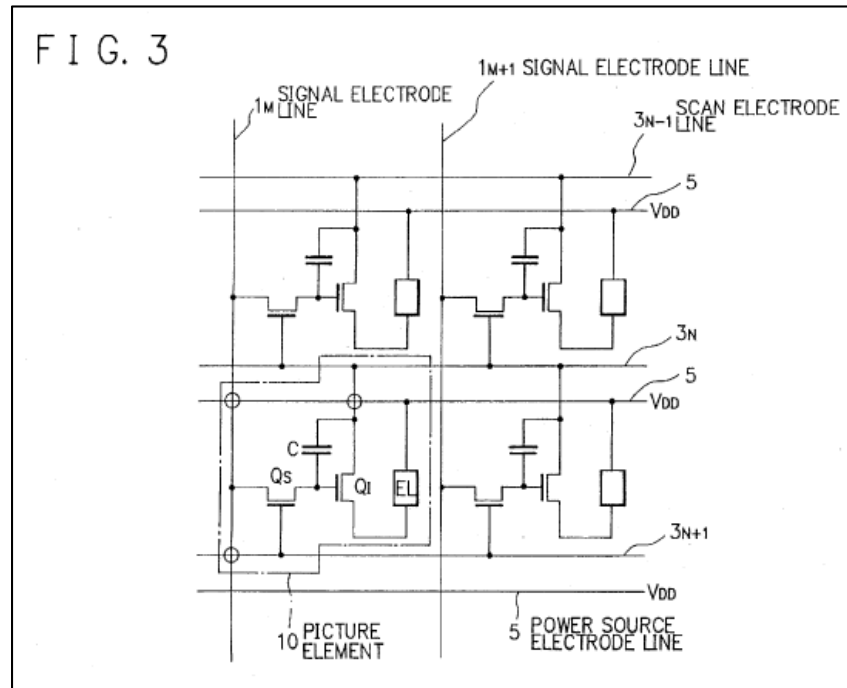 FIG. 3
1M SIGNAL ELECTRODE
LINE
1M+1 SIGNAL ELECTRODE LINE
3N-1 SCAN ELECTRODE
LINE
5
VDD
3N
5
VDD
C
QS
QI
EL
3N+1
VDD
10 PICTURE
ELEMENT
5 POWER SOURCE
ELECTRODE LINE